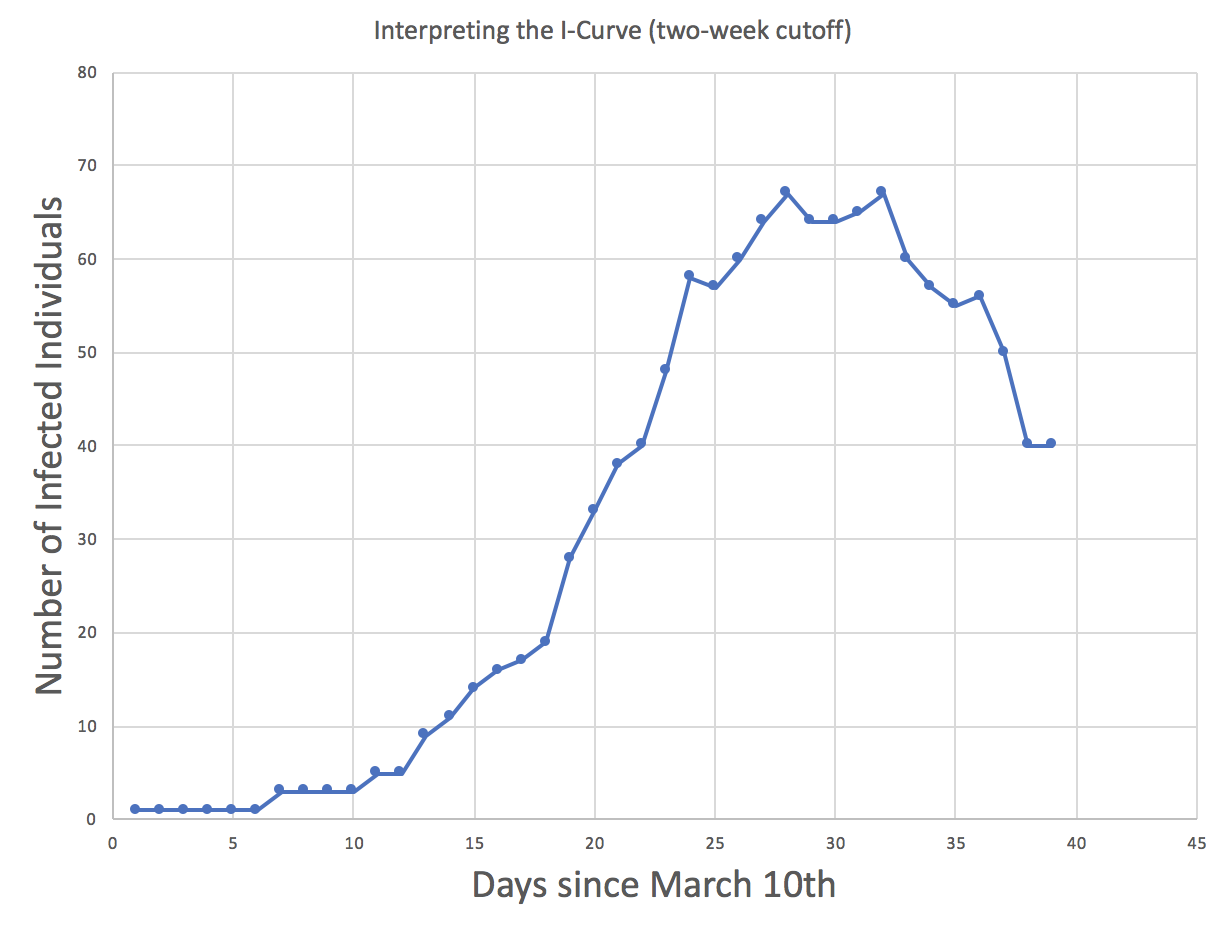 Interpreting the I-Curve (two-week cutoff)
80
70
60
50
40
30
20
10
0
Number of Infected Individuals
0 5 10 15 20 25 30 35 40 45
Days since March 10th